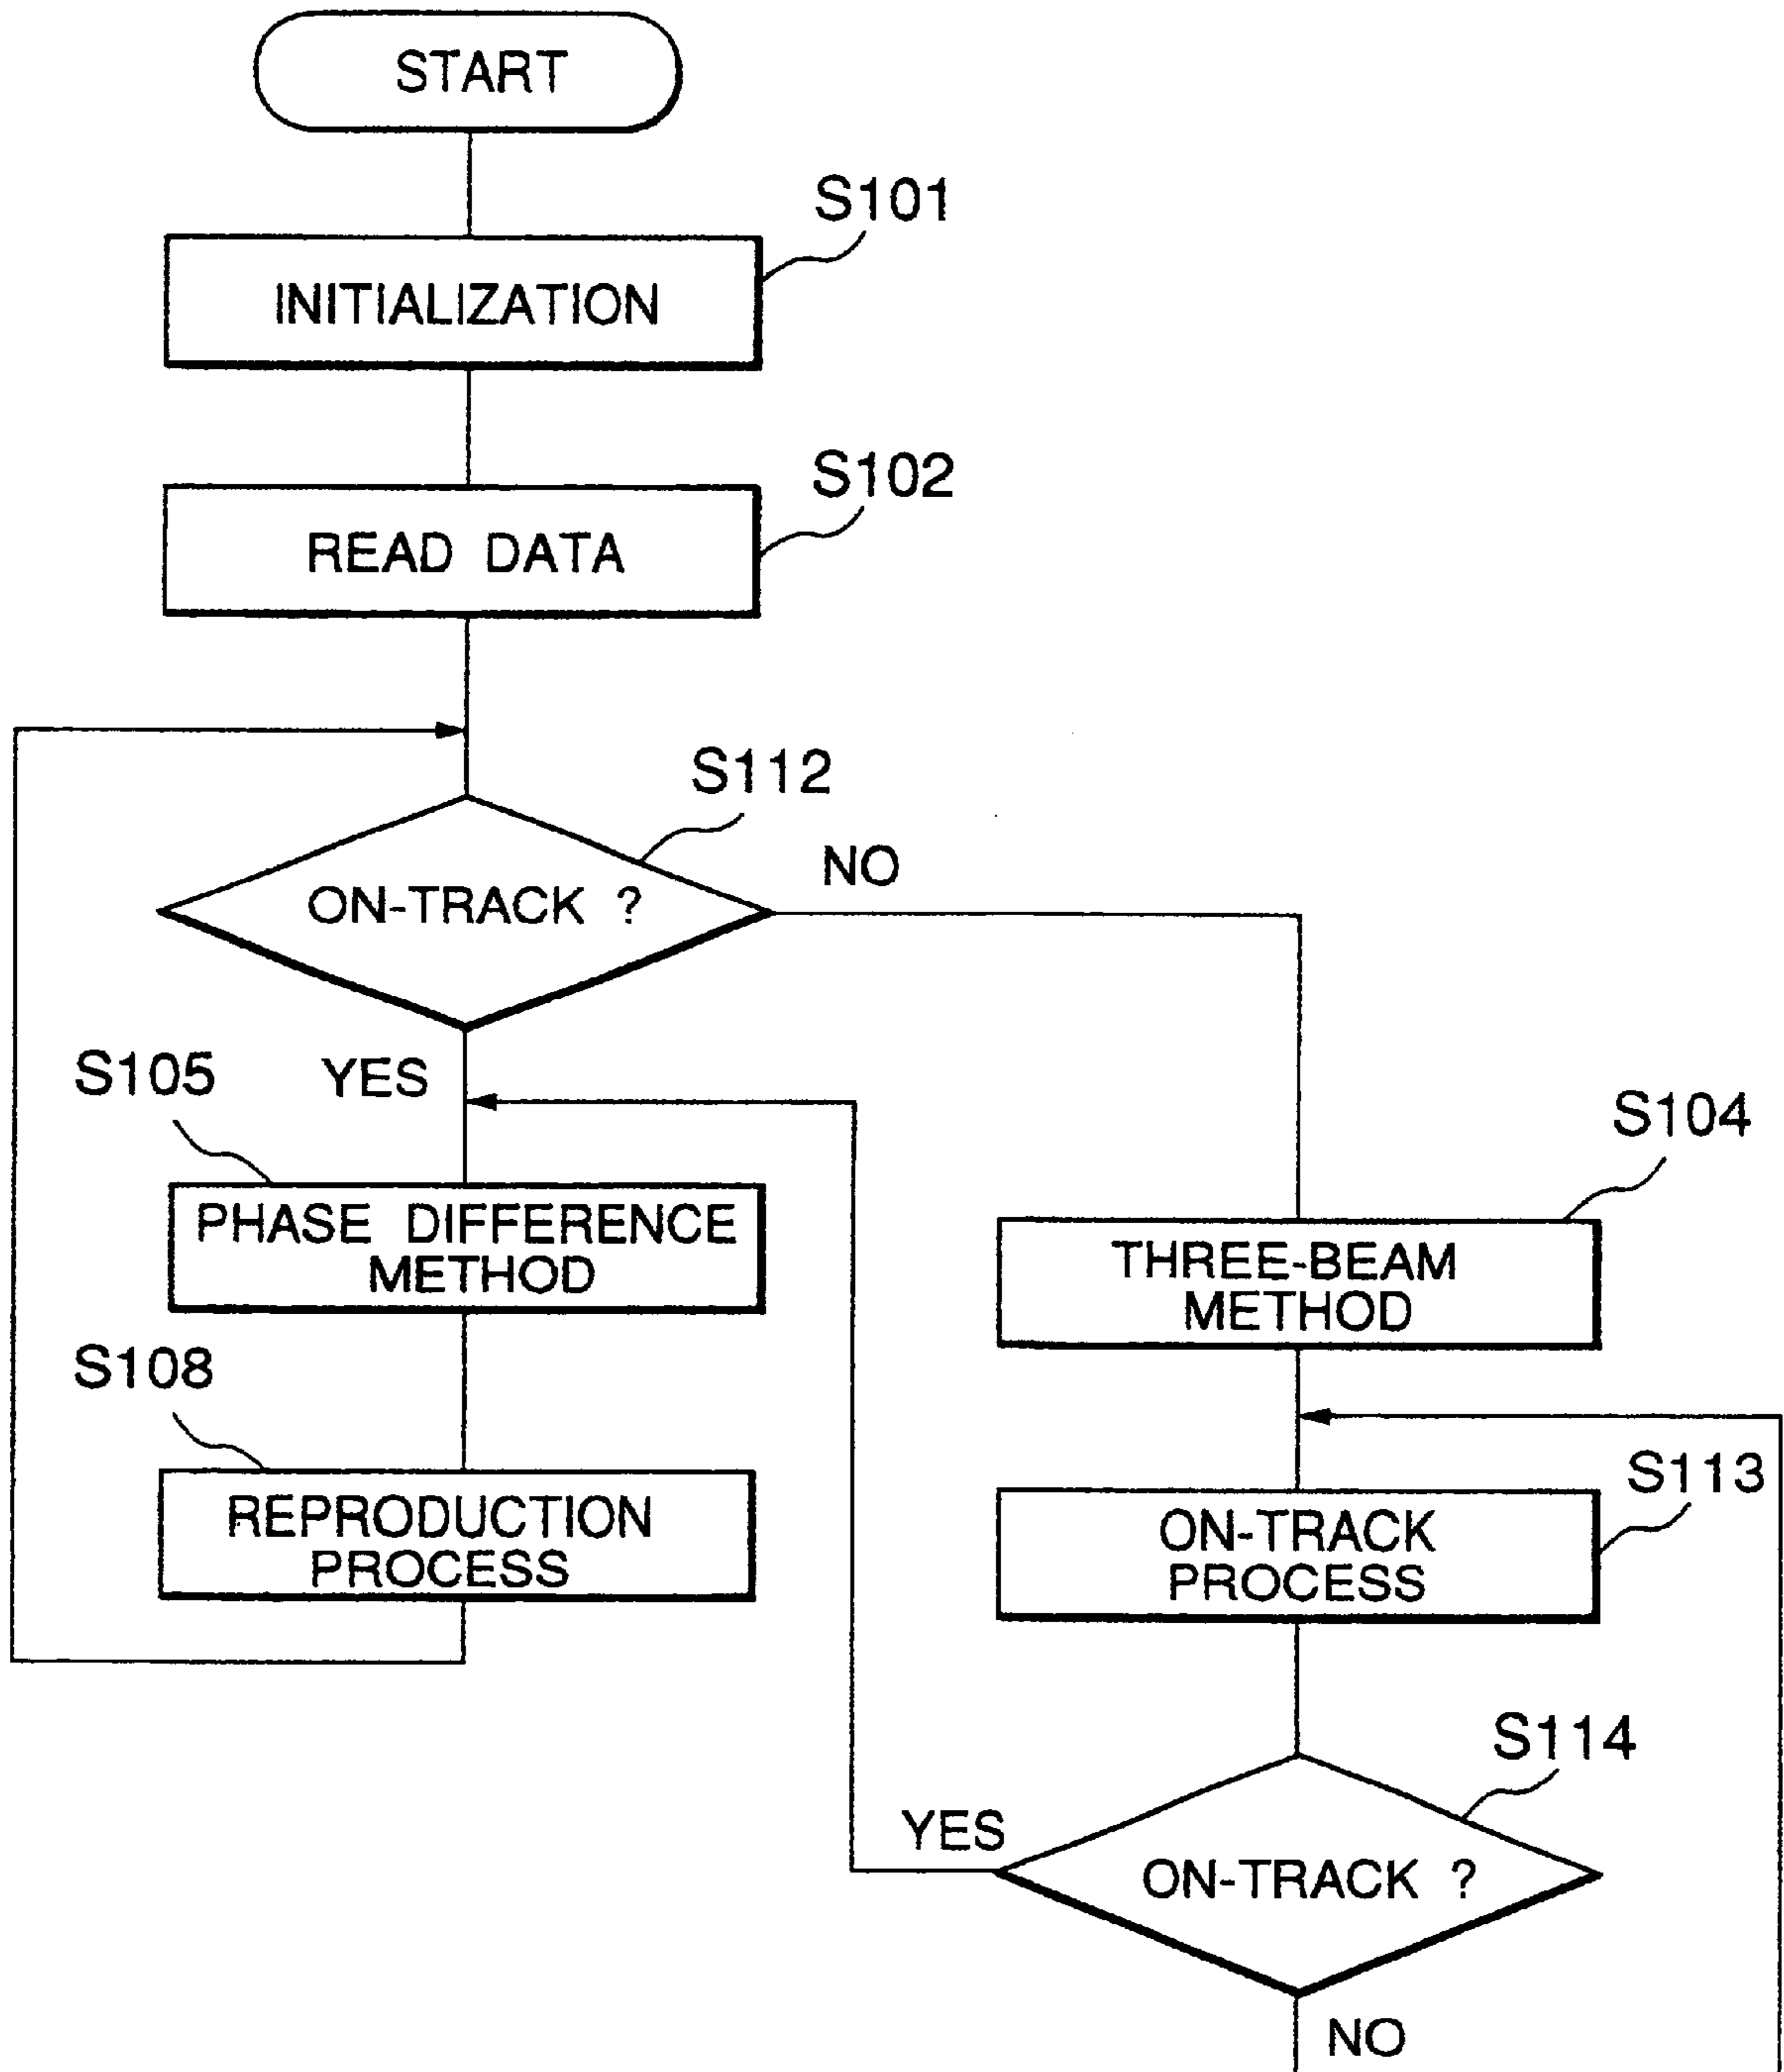 START
S101
INITIALIZATION
S102
READ DATA
S112
ON-TRACK ?
NO
YES
S105
PHASE DIFFERENCE
METHOD
S104
THREE-BEAM
METHOD
S108
REPRODUCTION
PROCESS
S113
ON-TRACK
PROCESS
S114
YES
ON-TRACK ?
NO